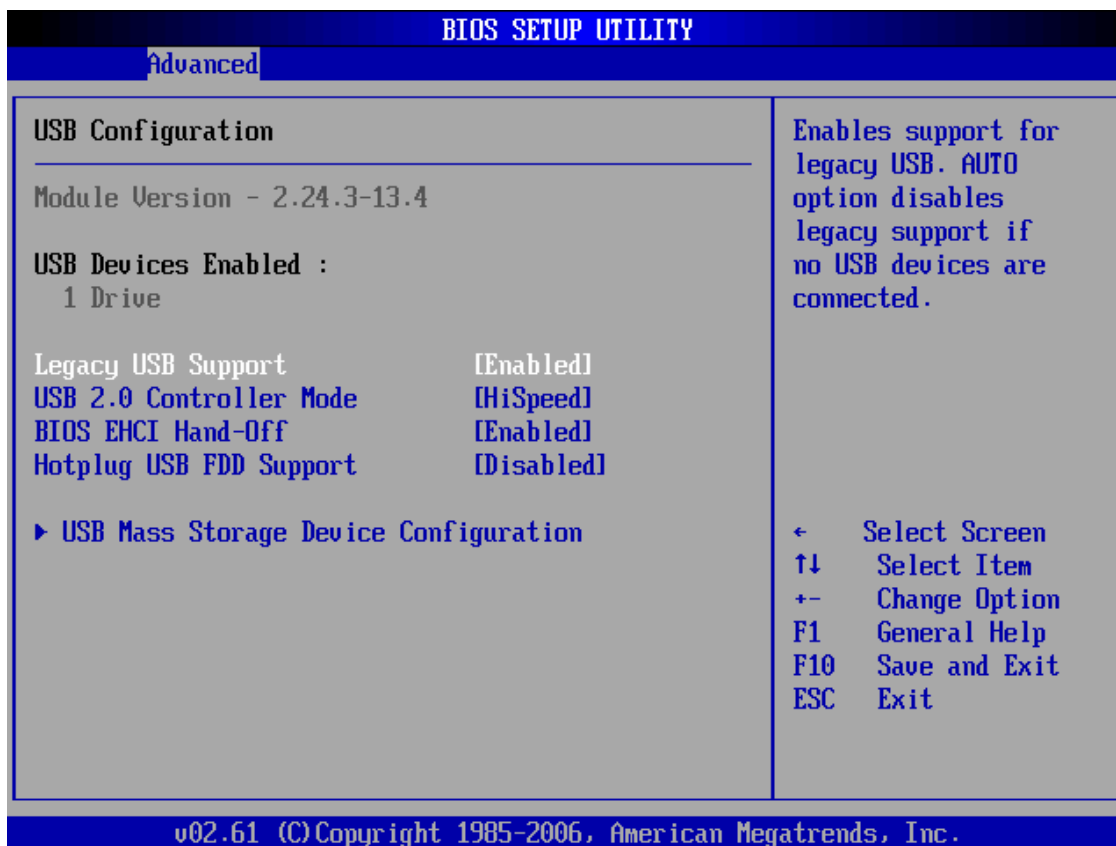 BIOS SETUP UTILITY
Advanced
USB Configuration
Module Version - 2.24.3-13.4
USB Devices Enabled :
1 Drive
Legacy USB Support [Enabled]
USB 2.0 Controller Mode [HiSpeed]
BIOS EHCI Hand-Off [Enabled]
Hotplug USB FDD Support [Disabled]
▶ USB Mass Storage Device Configuration
Enables support for
legacy USB. AUTO
option disables
legacy support if
no USB devices are
connected.
← Select Screen
↑↓ Select Item
+- Change Option
F1 General Help
F10 Save and Exit
ESC Exit
v02.61 (C)Copyright 1985-2006, American Megatrends, Inc.